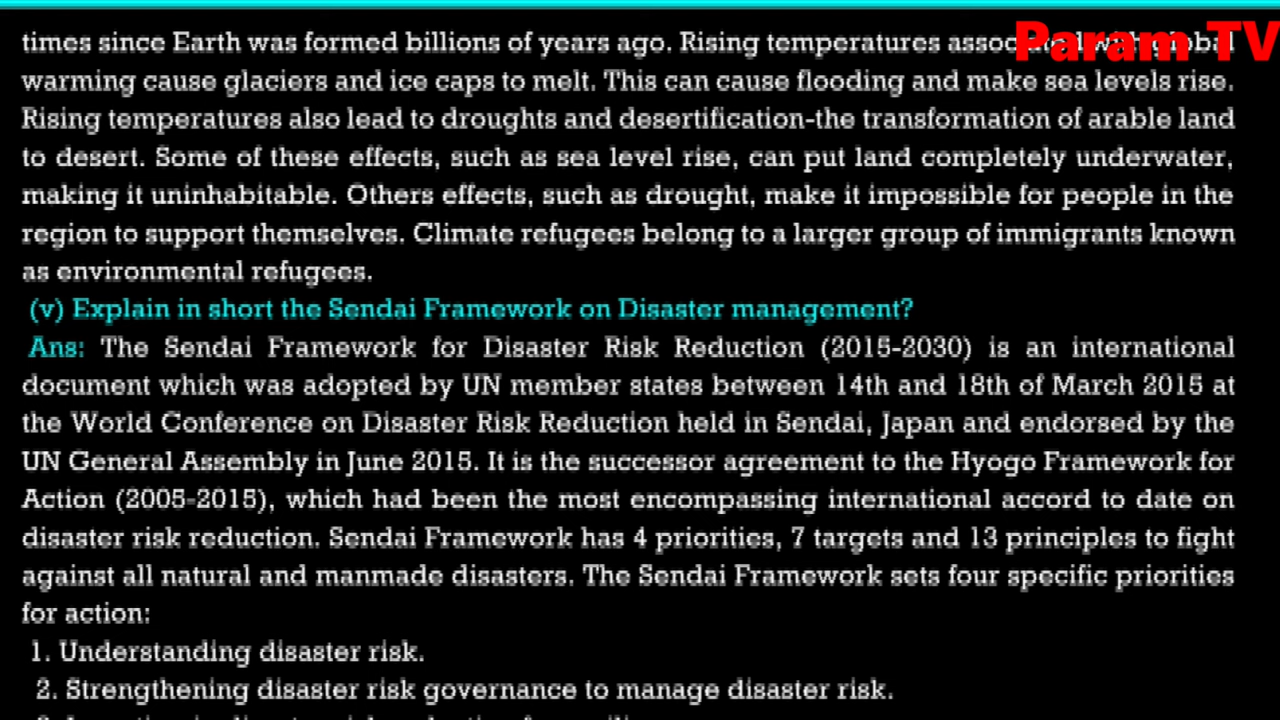 times since Earth was formed billions of years ago. Rising temperatures
Param TV
warming cause glaciers and ice caps to melt. This can cause flooding and make sea levels rise.
Rising temperatures also lead to droughts and desertification-the transformation of arable land
to desert. Some of these effects, such as sea level rise, can put land completely underwater,
making it uninhabitable. Others effects, such as drought, make it impossible for people in the
region to support themselves. Climate refugees belong to a larger group of immigrants known
as environmental refugees.
(v) Explain in short the Sendai Framework on Disaster management?
Ans: The Sendai Framework for Disaster Risk Reduction (2015-2030) is an international
document which was adopted by UN member states between 14th and 18th of March 2015 at
the World Conference on Disaster Risk Reduction held in Sendai, Japan and endorsed by the
UN General Assembly in June 2015. It is the successor agreement to the Hyogo Framework for
Action (2005-2015), which had been the most encompassing international accord to date on
disaster risk reduction. Sendai Framework has 4 priorities, 7 targets and 13 principles to fight
against all natural and manmade disasters. The Sendai Framework sets four specific priorities
for action:
1. Understanding disaster risk.
2. Strengthening disaster risk governance to manage disaster risk.